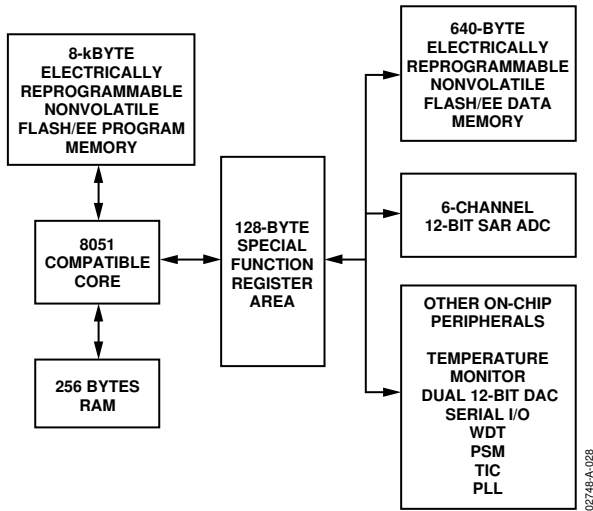 8-kBYTE
ELECTRICALLY
REPROGRAMMABLE
NONVOLATILE
FLASH/EE PROGRAM
MEMORY
8051
COMPATIBLE
CORE
256 BYTES
RAM
128-BYTE
SPECIAL
FUNCTION
REGISTER
AREA
640-BYTE
ELECTRICALLY
REPROGRAMMABLE
NONVOLATILE
FLASH/EE DATA
MEMORY
6-CHANNEL
12-BIT SAR ADC
OTHER ON-CHIP
PERIPHERALS
TEMPERATURE
MONITOR
DUAL 12-BIT DAC
SERIAL I/O
WDT
PSM
TIC
PLL
02748-A-028